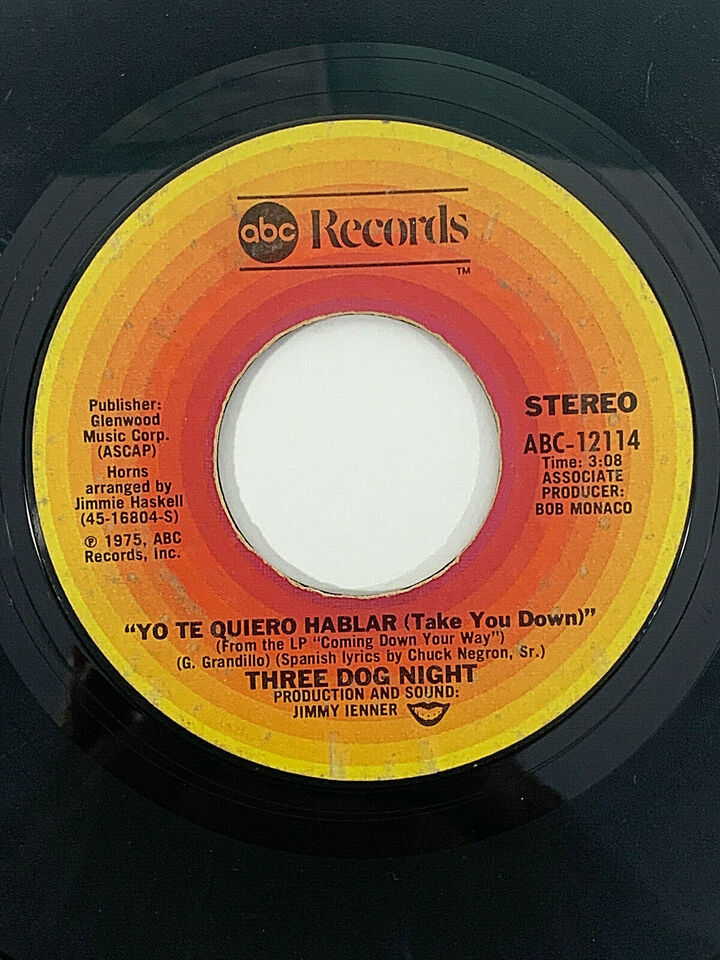 abc Records
TM
Publisher:
Glenwood
Music Corp.
(ASCAP)
Horns
arranged by
Jimmie Haskell
(45-16804-S)
℗ 1975, ABC
Records, Inc.
STEREO
ABC-12114
Time: 3:08
ASSOCIATE
PRODUCER:
BOB MONACO
"YO TE QUIERO HABLAR (Take You Down)"
(From the LP "Coming Down Your Way")
(G. Grandillo) (Spanish lyrics by Chuck Negron, Sr.)
THREE DOG NIGHT
PRODUCTION AND SOUND:
JIMMY IENNER